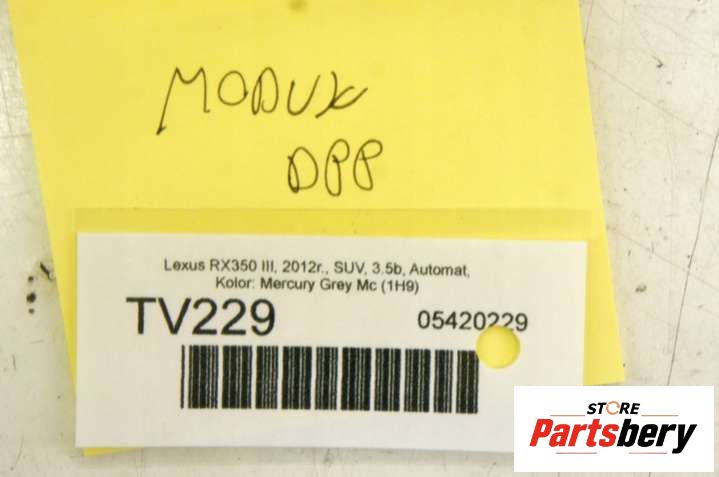 MODUŁ
DPP
Lexus RX350 III, 2012r., SUV, 3.5b, Automat,
Kolor: Mercury Grey Mc (1H9)
TV229
05420229
STORE
Partsbery